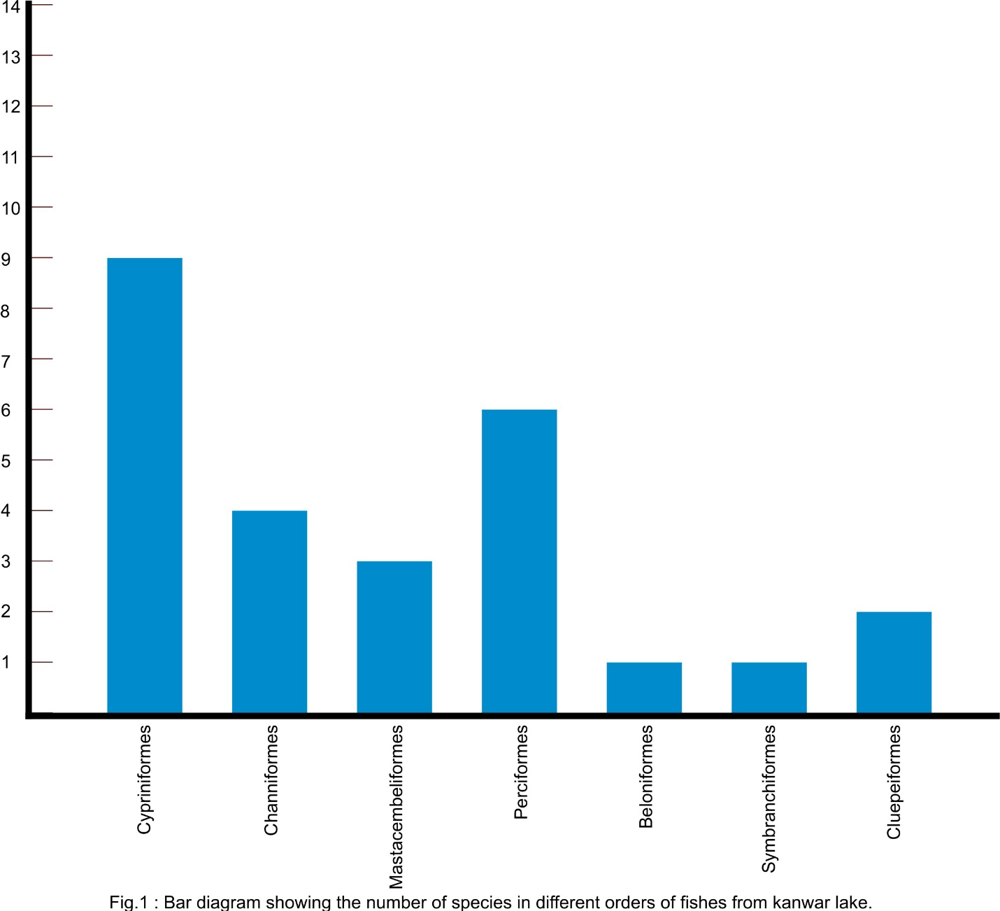 14
13
12
11
10
9
8
7
6
5
4
3
2
1
Cypriniformes
Channiformes
Mastacembeliformes
Perciformes
Beloniformes
Symbranchiformes
Cluepeiformes
Fig.1 : Bar diagram showing the number of species in different orders of fishes from kanwar lake.